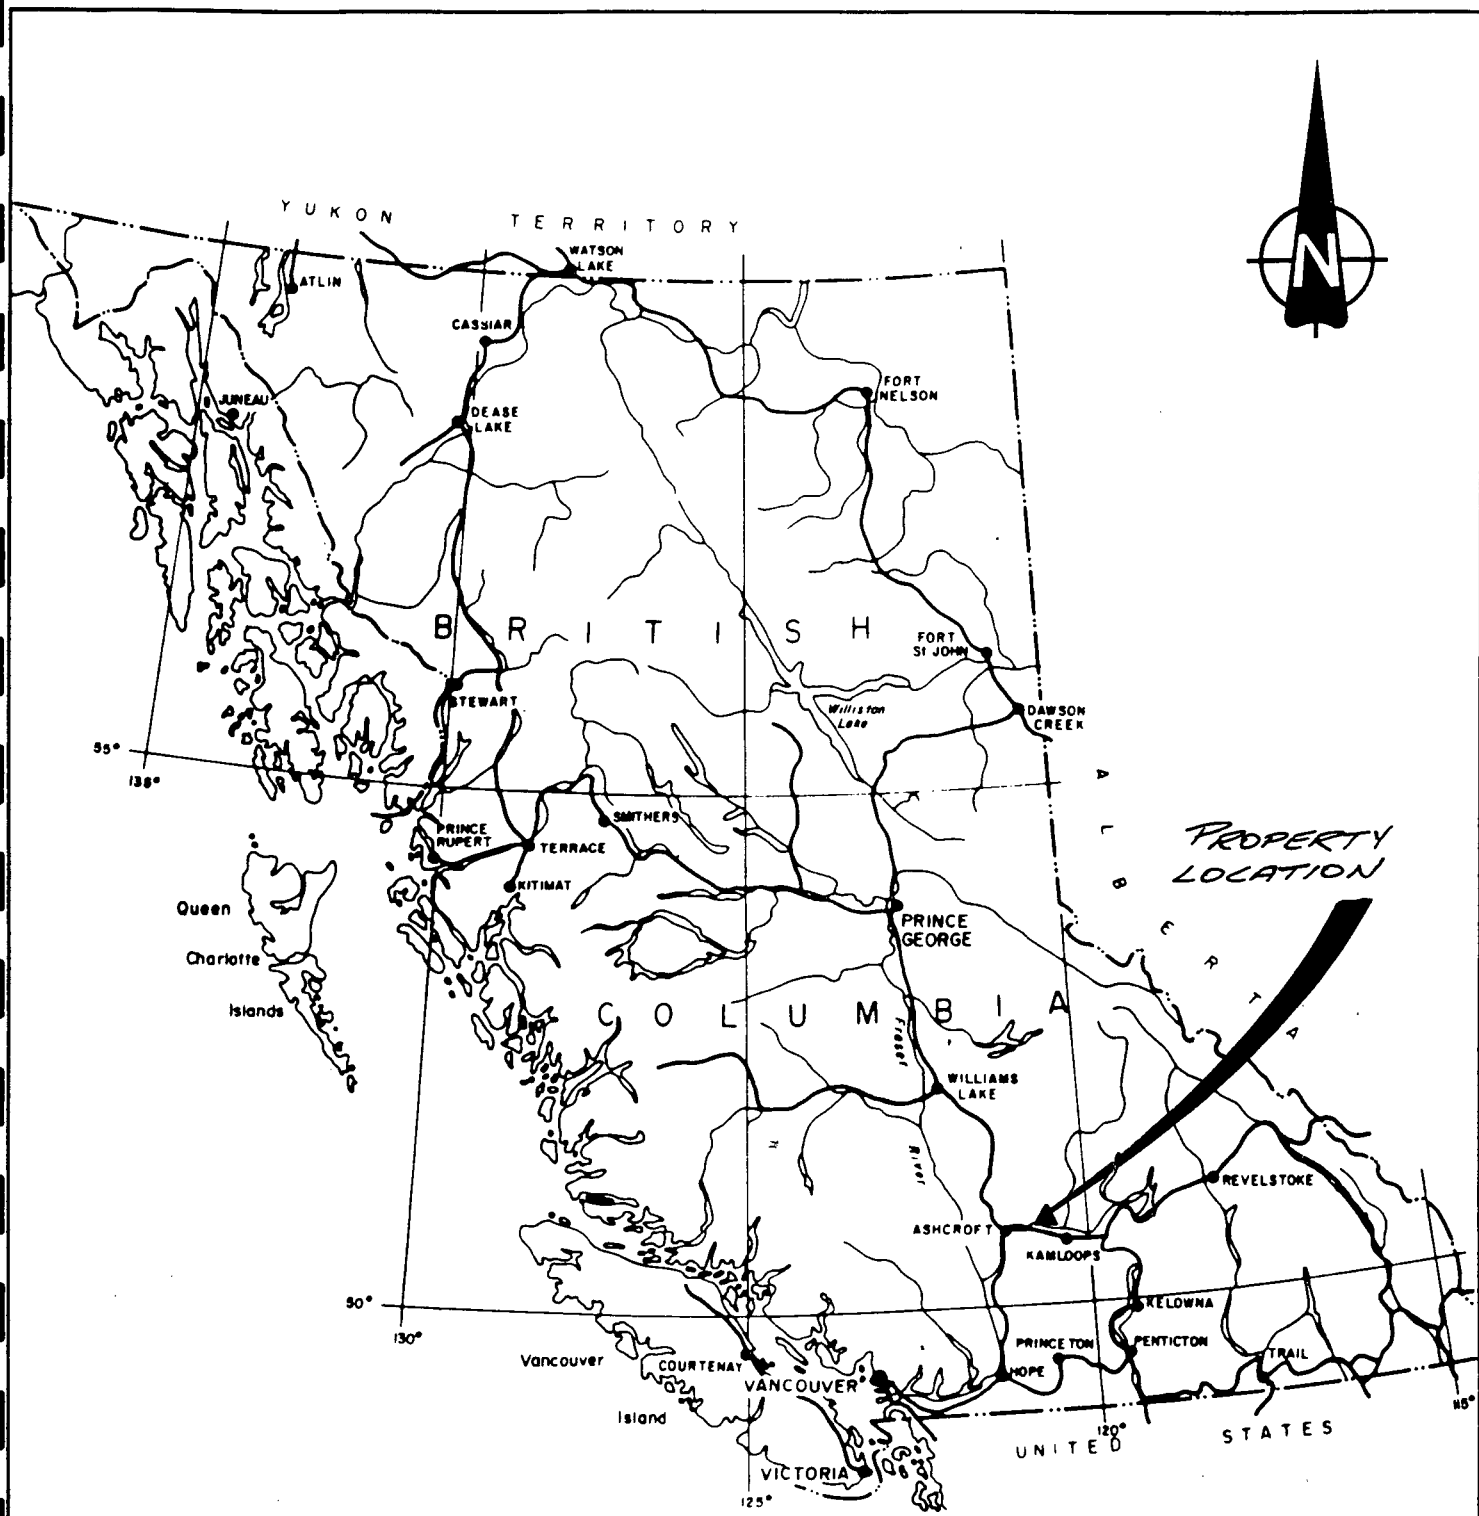 YUKON TERRITORY
N
WATSON
LAKE
ATLIN
CASSIAR
JUNEAU
DEASE
LAKE
FORT
NELSON
BRITISH
FORT
St JOHN
STEWART
Williston
Lake
DAWSON
CREEK
55°
135°
ALBERTA
PRINCE
RUPERT
SMITHERS
TERRACE
KITIMAT
PROPERTY
LOCATION
Queen
Charlotte
Islands
PRINCE
GEORGE
COLUMBIA
Fraser
River
WILLIAMS
LAKE
REVELSTOKE
ASHCROFT
KAMLOOPS
50°
130°
KELOWNA
PRINCETON
PENTICTON
Vancouver
Island
COURTENAY
VANCOUVER
HOPE
TRAIL
115°
120°
UNITED STATES
VICTORIA
125°